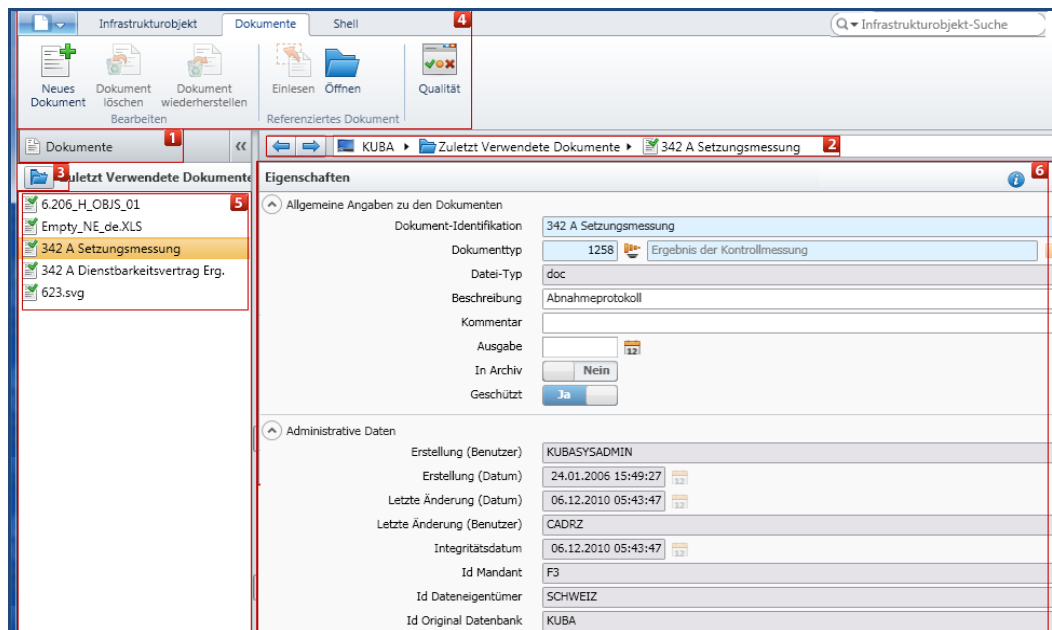 Infrastrukturobjekt Dokumente Shell 4
Infrastrukturobjekt-Suche
Neues Dokument Dokument löschen Dokument wiederherstellen Einlesen Öffnen Qualität
Bearbeiten Referenziertes Dokument
Dokumente 1
KUBA Zuletzt Verwendete Dokumente 342 A Setzungsmessung 2
3 Zuletzt Verwendete Dokumente
6.206_H_OBJS_01 5
Empty_NE_de.XLS
342 A Setzungsmessung
342 A Dienstbarkeitsvertrag Erg.
623.svg
Eigenschaften 6
Allgemeine Angaben zu den Dokumenten
Dokument-Identifikation 342 A Setzungsmessung
Dokumenttyp 1258 Ergebnis der Kontrollmessung
Datei-Typ doc
Beschreibung Abnahmeprotokoll
Kommentar
Ausgabe 12
In Archiv Nein
Geschützt Ja
Administrative Daten
Erstellung (Benutzer) KUBASYSADMIN
Erstellung (Datum) 24.01.2006 15:49:27 12
Letzte Änderung (Datum) 06.12.2010 05:43:47 12
Letzte Änderung (Benutzer) CADRZ
Integritätsdatum 06.12.2010 05:43:47 12
Id Mandant F3
Id Dateneigentümer SCHWEIZ
Id Original Datenbank KUBA